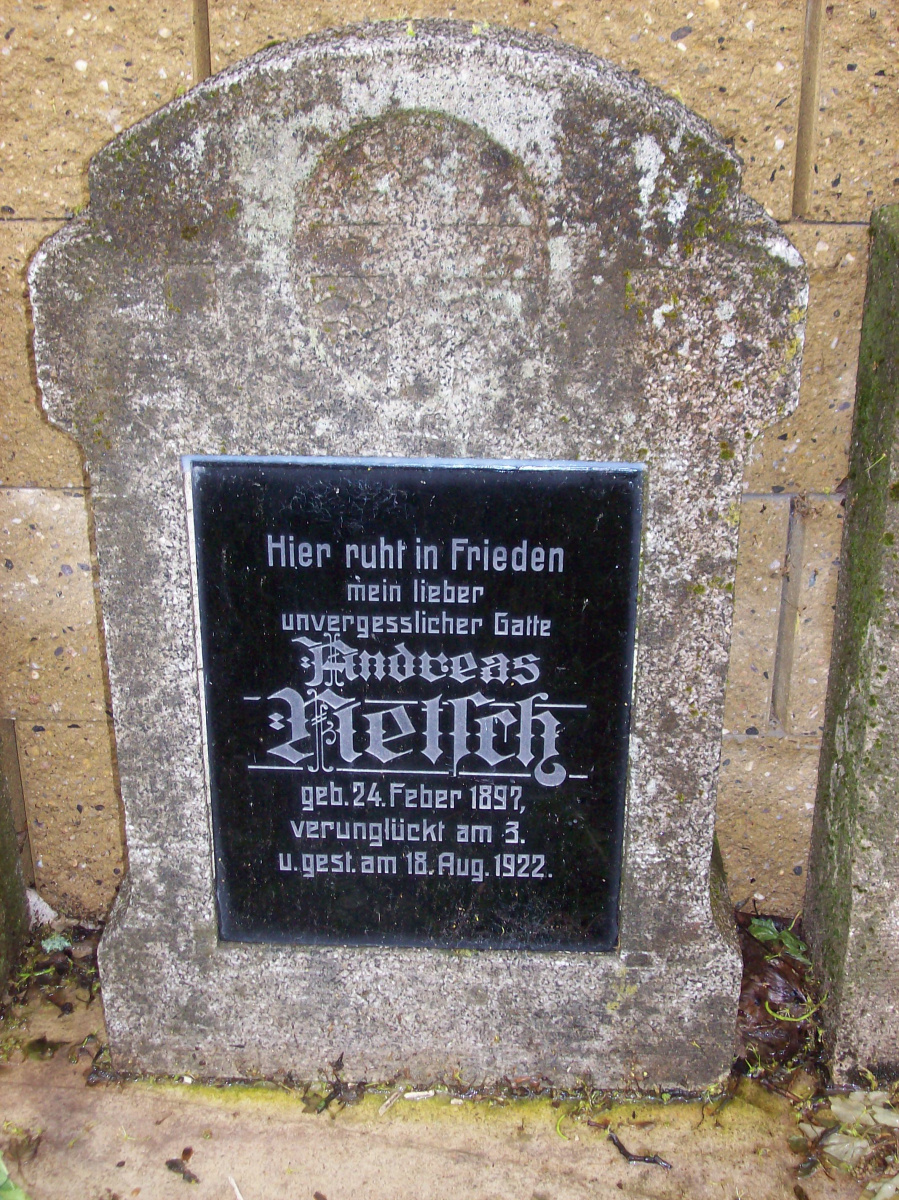 Hier ruht in Frieden
mein lieber
unvergesslicher Gatte
Andreas
Retsch
geb. 24. Feber 1897,
verunglückt am 3.
u. gest. am 18. Aug. 1922.